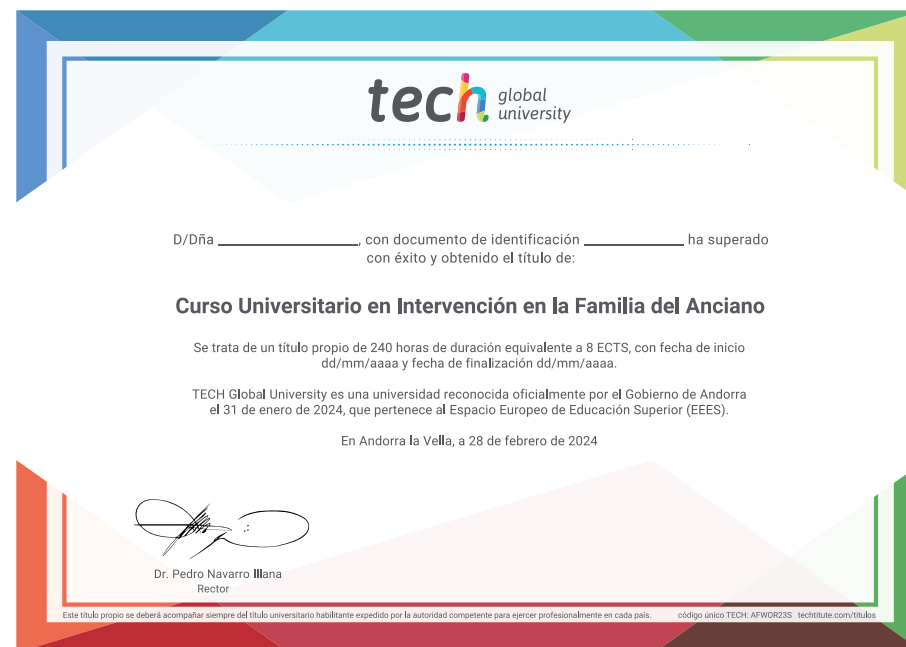 tech global university
D/Dña ____________________, con documento de identificación ______________ ha superado
con éxito y obtenido el título de:
Curso Universitario en Intervención en la Familia del Anciano
Se trata de un título propio de 240 horas de duración equivalente a 8 ECTS, con fecha de inicio
dd/mm/aaaa y fecha de finalización dd/mm/aaaa.
TECH Global University es una universidad reconocida oficialmente por el Gobierno de Andorra
el 31 de enero de 2024, que pertenece al Espacio Europeo de Educación Superior (EEES).
En Andorra la Vella, a 28 de febrero de 2024
Dr. Pedro Navarro Illana
Rector
Este título propio se deberá acompañar siempre del título universitario habilitante expedido por la autoridad competente para ejercer profesionalmente en cada país. código único TECH: AFWOR23S techtitute.com/titulos